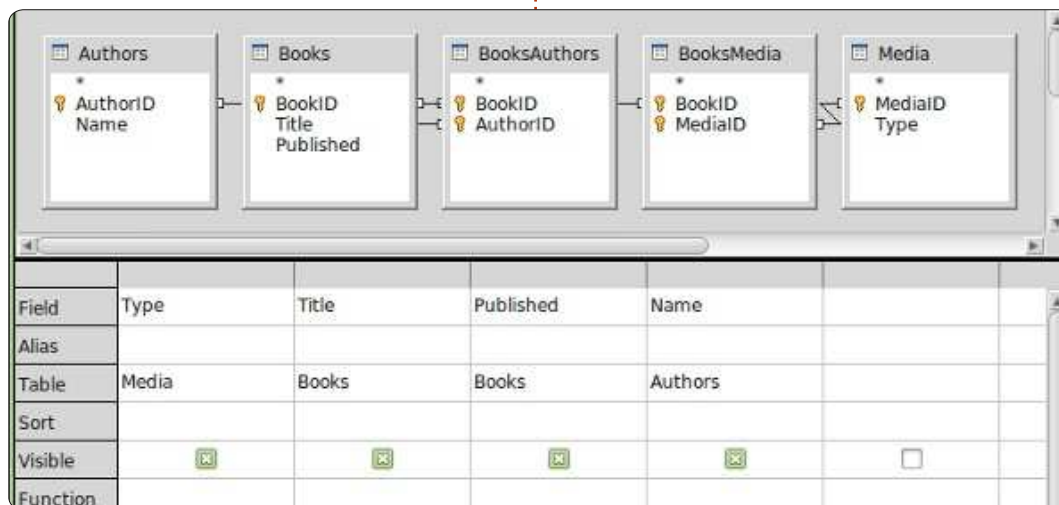 Authors
*
AuthorID
Name
Books
*
BookID
Title
Published
BooksAuthors
*
BookID
AuthorID
BooksMedia
*
BookID
MediaID
Media
*
MediaID
Type
Field Type Title Published Name
Alias
Table Media Books Books Authors
Sort
Visible
Function